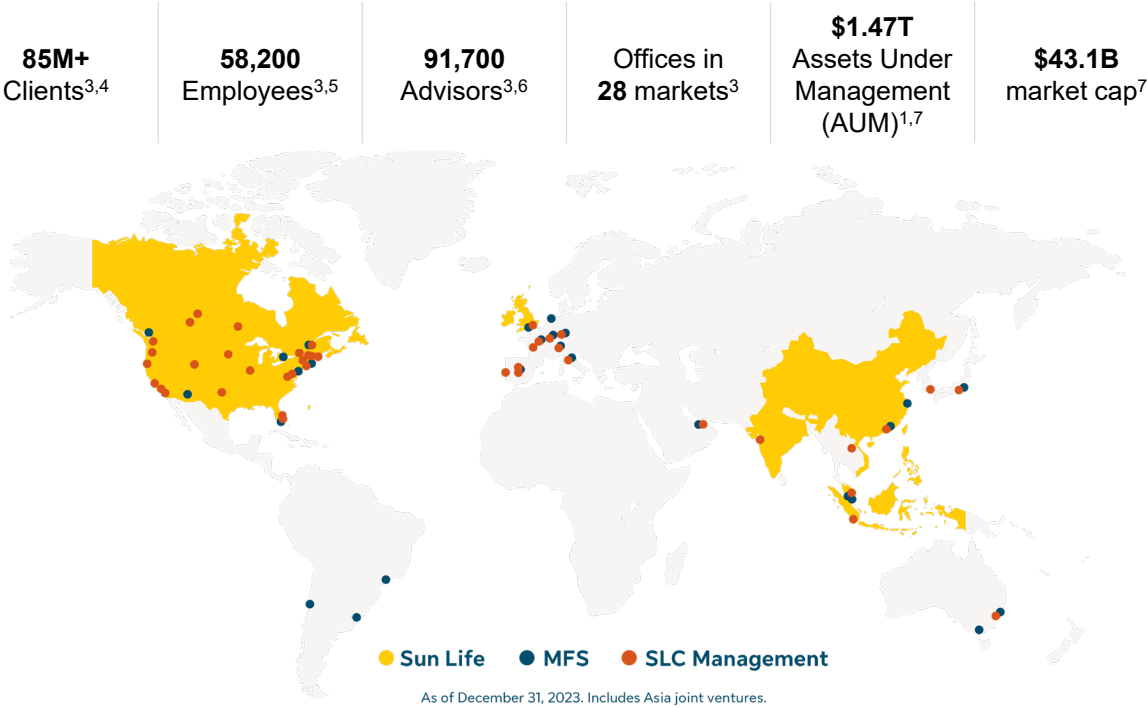 85M+
Clients3,4
58,200
Employees3,5
91,700
Advisors3,6
Offices in
28 markets3
$1.47T
Assets Under
Management
(AUM)1,7
$43.1B
market cap7
Sun Life
MFS
SLC Management
As of December 31, 2023. Includes Asia joint ventures.